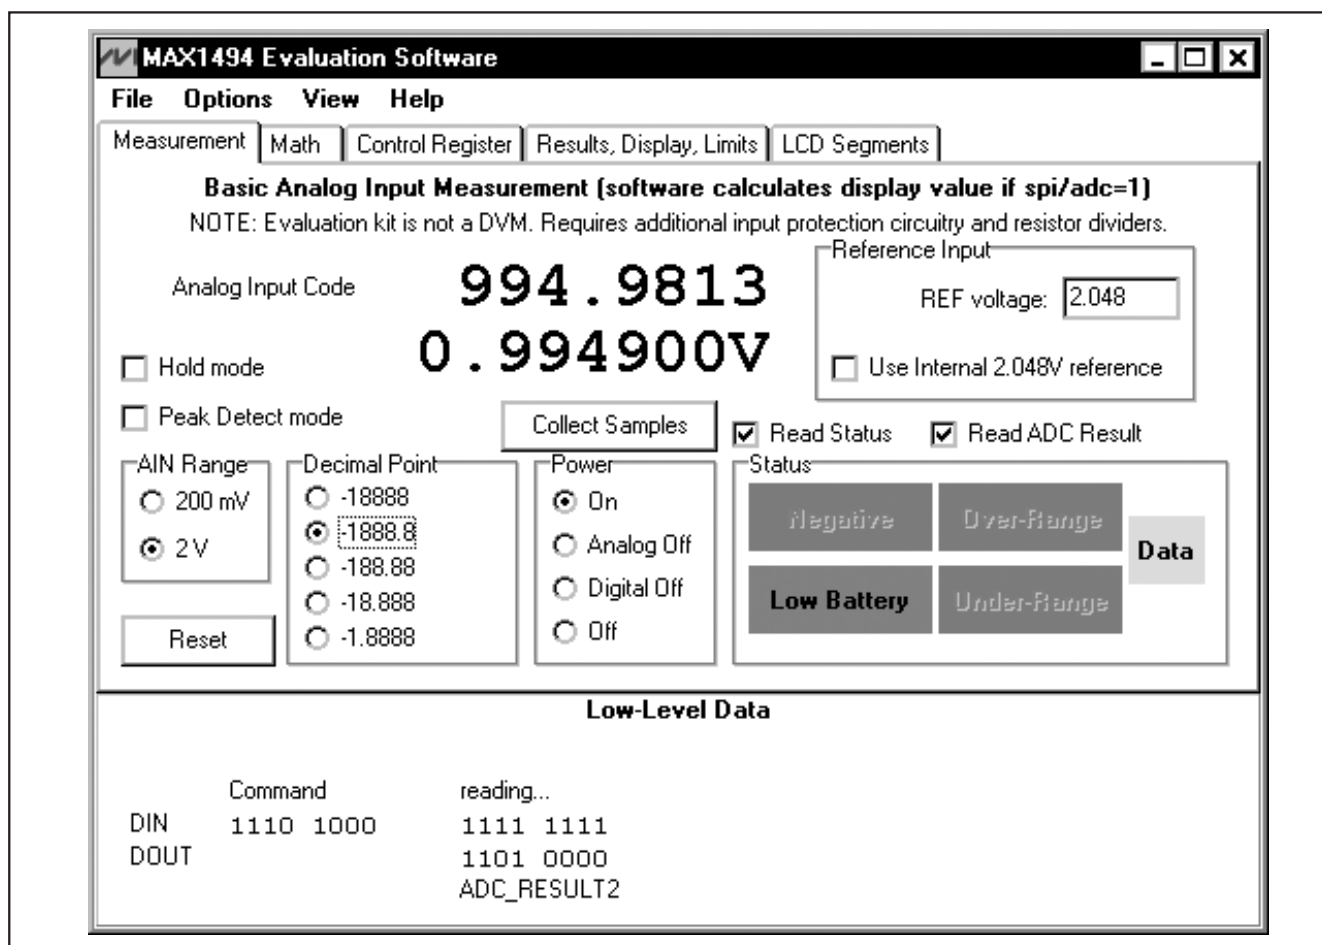 MAX1494 Evaluation Software
File Options View Help
Measurement Math Control Register Results, Display, Limits LCD Segments
Basic Analog Input Measurement (software calculates display value if spi/adc=1)
NOTE: Evaluation kit is not a DVM. Requires additional input protection circuitry and resistor dividers.
Analog Input Code 994.9813
0.994900V
Reference Input
REF voltage: 2.048
Use Internal 2.048V reference
Hold mode
Peak Detect mode
Collect Samples
Read Status Read ADC Result
AIN Range
200 mV
2 V
Reset
Decimal Point
-18888
-1888.8
-188.88
-18.888
-1.8888
Power
On
Analog Off
Digital Off
Off
Status
Negative Over-Range
Data
Low Battery Under-Range
Low-Level Data
Command reading...
DIN 1110 1000 1111 1111
DOUT 1101 0000
ADC_RESULT2